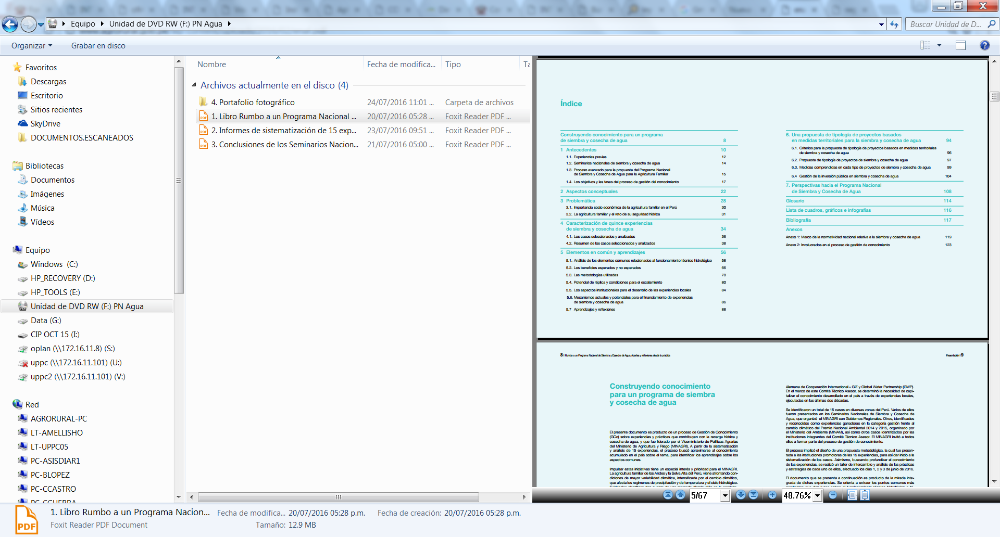 Equipo
Unidad de DVD RW (F:) PN Agua
Buscar Unidad de D...
Organizar
Grabar en disco
Favoritos
Descargas
Escritorio
Sitios recientes
SkyDrive
DOCUMENTOS.ESCANEADOS
Bibliotecas
Documentos
Imágenes
Música
Vídeos
Equipo
Windows (C:)
HP_RECOVERY (D:)
HP_TOOLS (E:)
Unidad de DVD RW (F:) PN Agua
Data (G:)
CIP OCT 15 (I:)
oplan (\\172.16.11.8) (S:)
uppc (\\172.16.11.101) (U:)
uppc2 (\\172.16.11.101) (V:)
Red
AGRORURAL-PC
LT-AMELLISHO
LT-UPPC05
PC-ASISDIAR1
PC-BLOPEZ
PC-CCASTRO
PC-CGUERRA
Nombre Fecha de modifica... Tipo Ta
Archivos actualmente en el disco (4)
4. Portafolio fotográfico 24/07/2016 11:01 ... Carpeta de archivos
1. Libro Rumbo a un Programa Nacional ... 20/07/2016 05:28 ... Foxit Reader PDF ...
2. Informes de sistematización de 15 exp... 23/07/2016 09:51 ... Foxit Reader PDF ...
3. Conclusiones de los Seminarios Nacion... 21/07/2016 05:00 ... Foxit Reader PDF ...
Índice
Construyendo conocimiento para un programa
de siembra y cosecha de agua 8
1 Antecedentes 10
1.1. Experiencias previas 12
1.2. Seminarios nacionales de siembra y cosecha de agua 14
1.3. Proceso avanzado para la propuesta del Programa Nacional
de Siembra y Cosecha de Agua para la Agricultura Familiar 15
1.4. Los objetivos y las fases del proceso de gestión del conocimiento 17
2 Aspectos conceptuales 22
3 Problemática 28
3.1. Importancia socio económica de la agricultura familiar en el Perú 30
3.2. La agricultura familiar y el reto de su seguridad hídrica 31
4 Caracterización de quince experiencias
de siembra y cosecha de agua 34
4.1. Los casos seleccionados y analizados 36
4.2. Resumen de los casos seleccionados y analizados 38
5 Elementos en común y aprendizajes 56
5.1. Análisis de los elementos comunes relacionados al funcionamiento técnico hidrológico 58
5.2. Los beneficios esperados y no esperados 66
5.3. Las metodologías utilizadas 78
5.4. Potencial de réplica y condiciones para el escalamiento 80
5.5. Los aspectos institucionales para el desarrollo de las experiencias locales 84
5.6. Mecanismos actuales y potenciales para el financiamiento de experiencias
de siembra y cosecha de agua 86
5.7 Aprendizajes y reflexiones 88
6. Una propuesta de tipología de proyectos basados
en medidas territoriales para la siembra y cosecha de agua 94
6.1. Criterios para la propuesta de tipología de proyectos basados en medidas territoriales
de siembra y cosecha de agua 96
6.2. Propuesta de tipología de proyectos de siembra y cosecha de agua 97
6.3. Medidas comprendidas en cada tipo de proyectos de siembra y cosecha de agua 99
6.4 Gestión de la inversión pública en siembra y cosecha de agua 104
7. Perspectivas hacia el Programa Nacional
de Siembra y Cosecha de Agua 108
Glosario 114
Lista de cuadros, gráficos e infografías 116
Bibliografía 117
Anexos
Anexo 1: Marco de la normatividad nacional relativa a la siembra y cosecha de agua 119
Anexo 2: Involucrados en el proceso de gestión de conocimiento 123
8 I Rumbo a un Programa Nacional de Siembra y Cosecha de Agua: Aportes y reflexiones desde la práctica
Presentación I 9
Construyendo conocimiento
para un programa de siembra
y cosecha de agua
El presente documento es producto de un proceso de Gestión de Conocimiento
(GCo) sobre experiencias y prácticas que contribuyen con la recarga hídrica y
cosecha de agua, y que fue liderado por el Viceministerio de Políticas Agrarias
del Ministerio de Agricultura y Riego (MINAGRI). A partir de la sistematización
y análisis de 15 experiencias, el proceso buscó aproximarse al conocimiento
acumulado en el país sobre el tema, para identificar los aprendizajes sobre los
aspectos comunes.
Impulsar estas iniciativas tiene un especial interés y prioridad para el MINAGRI.
La agricultura familiar de los Andes y la Selva Alta del Perú, viene afrontando con-
diciones de mayor variabilidad climática, intensificada por el cambio climático,
que afecta los regímenes de precipitación y de temperatura y el ciclo hidrológico.
Alemana de Cooperación Internacional - GIZ y Global Water Partnership (GWP).
En el marco de este Comité Técnico Asesor, se determinó la necesidad de capi-
talizar el conocimiento desarrollado en el país a través de experiencias locales,
ejecutadas en las últimas dos décadas.
Se identificaron un total de 15 casos en diversas zonas del Perú. Varios de ellos
fueron presentados en los Seminarios Nacionales de Siembra y Cosecha de
Agua, que organizó el MINAGRI con Gobiernos Regionales. Otros, identificados
y reconocidos como experiencias ganadoras en la categoría gestión frente al
cambio climático del Premio Nacional Ambiental 2014 y 2015, organizado por
el Ministerio del Ambiente (MINAM), así como otros casos identificados por las
instituciones integrantes del Comité Técnico Asesor. El MINAGRI invitó a todos
ellos a formar parte del proceso de gestión de conocimiento.
El proceso implicó el diseño de una propuesta metodológica, la cual fue presen-
tada a las instituciones promotoras de las 15 experiencias, para así dar inicio a la
sistematización de los casos. Asimismo, buscando profundizar el conocimiento
de las experiencias, se realizó un taller de intercambio y análisis de las prácticas
y estrategias de cada uno de ellos, efectuado los días 1, 2 y 3 de junio de 2016.
El documento que se presenta a continuación es producto de la mirada inte-
grada de dichas experiencias. Se orienta a extraer los puntos comunes más
5/67
48.76%
1. Libro Rumbo a un Programa Nacion... Fecha de modifica... 20/07/2016 05:28 p.m. Fecha de creación: 20/07/2016 05:28 p.m.
PDF
Foxit Reader PDF Document Tamaño: 12.9 MB